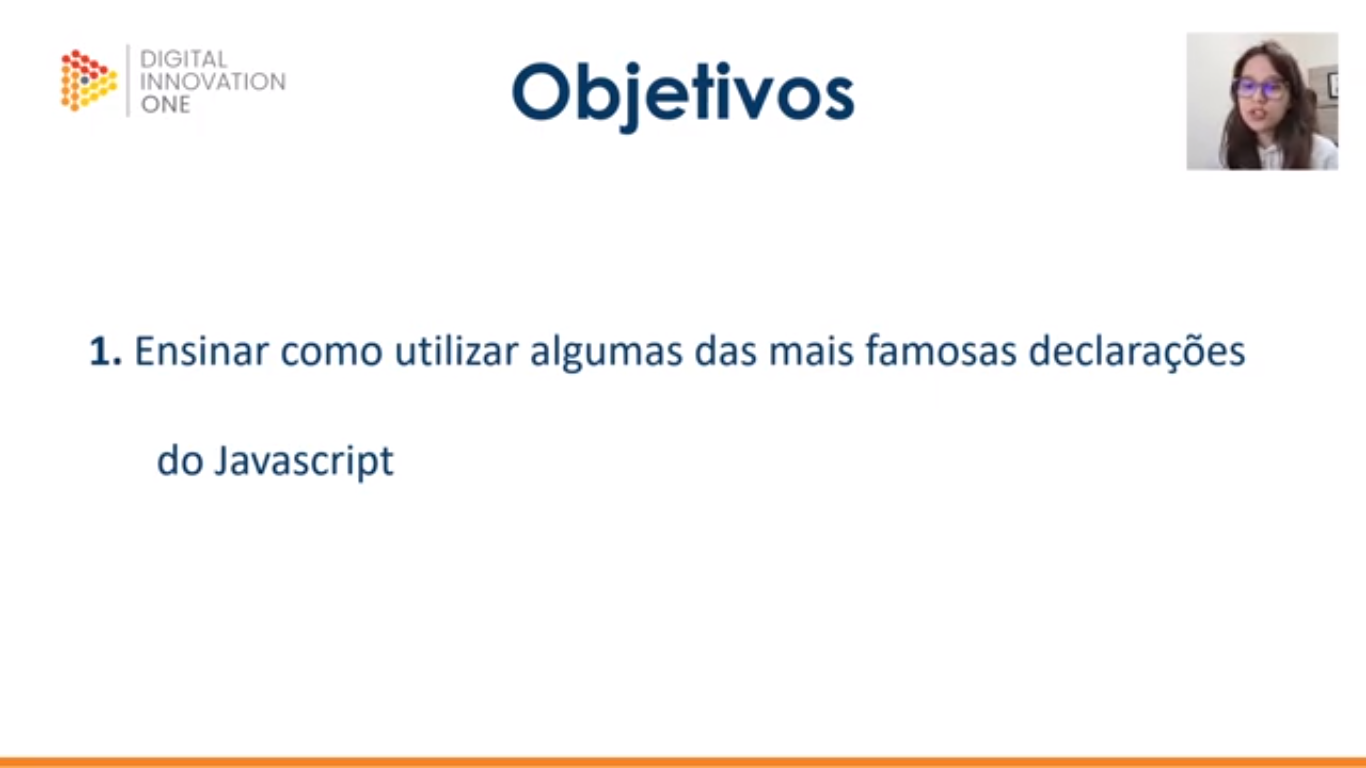 DIGITAL
INNOVATION
ONE
Objetivos
1. Ensinar como utilizar algumas das mais famosas declarações
do Javascript